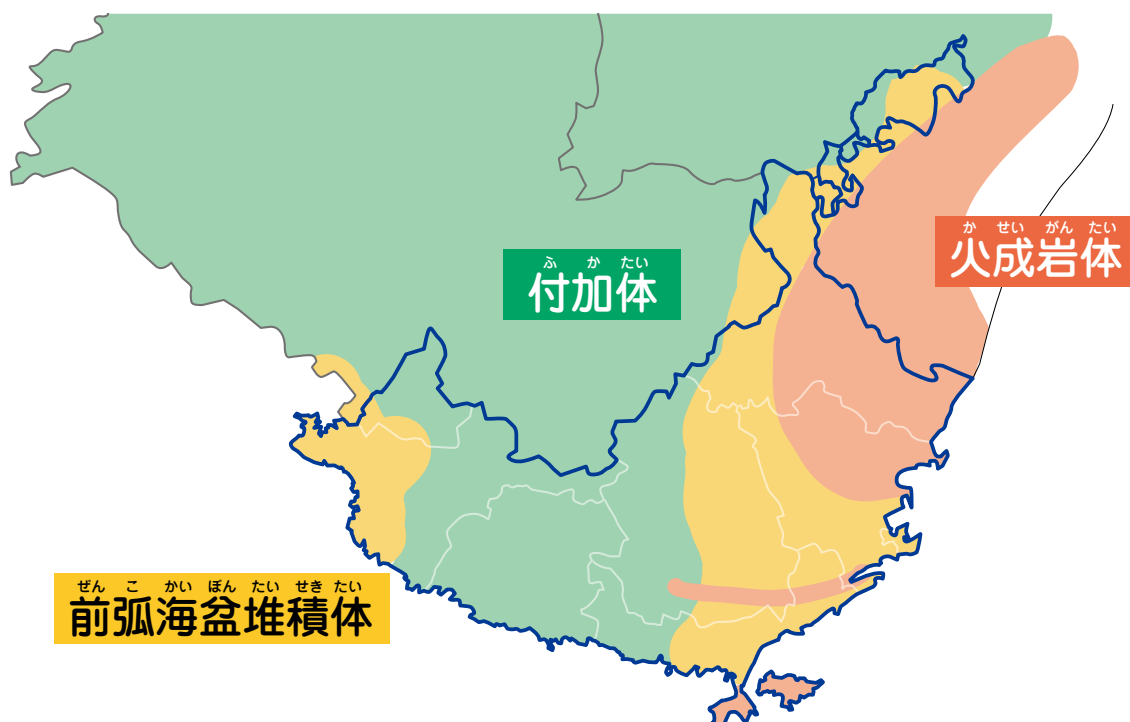 か せい がん たい
火成岩体
ふ か たい
付加体
ぜん こ かい ぼん たい せき たい
前弧海盆堆積体